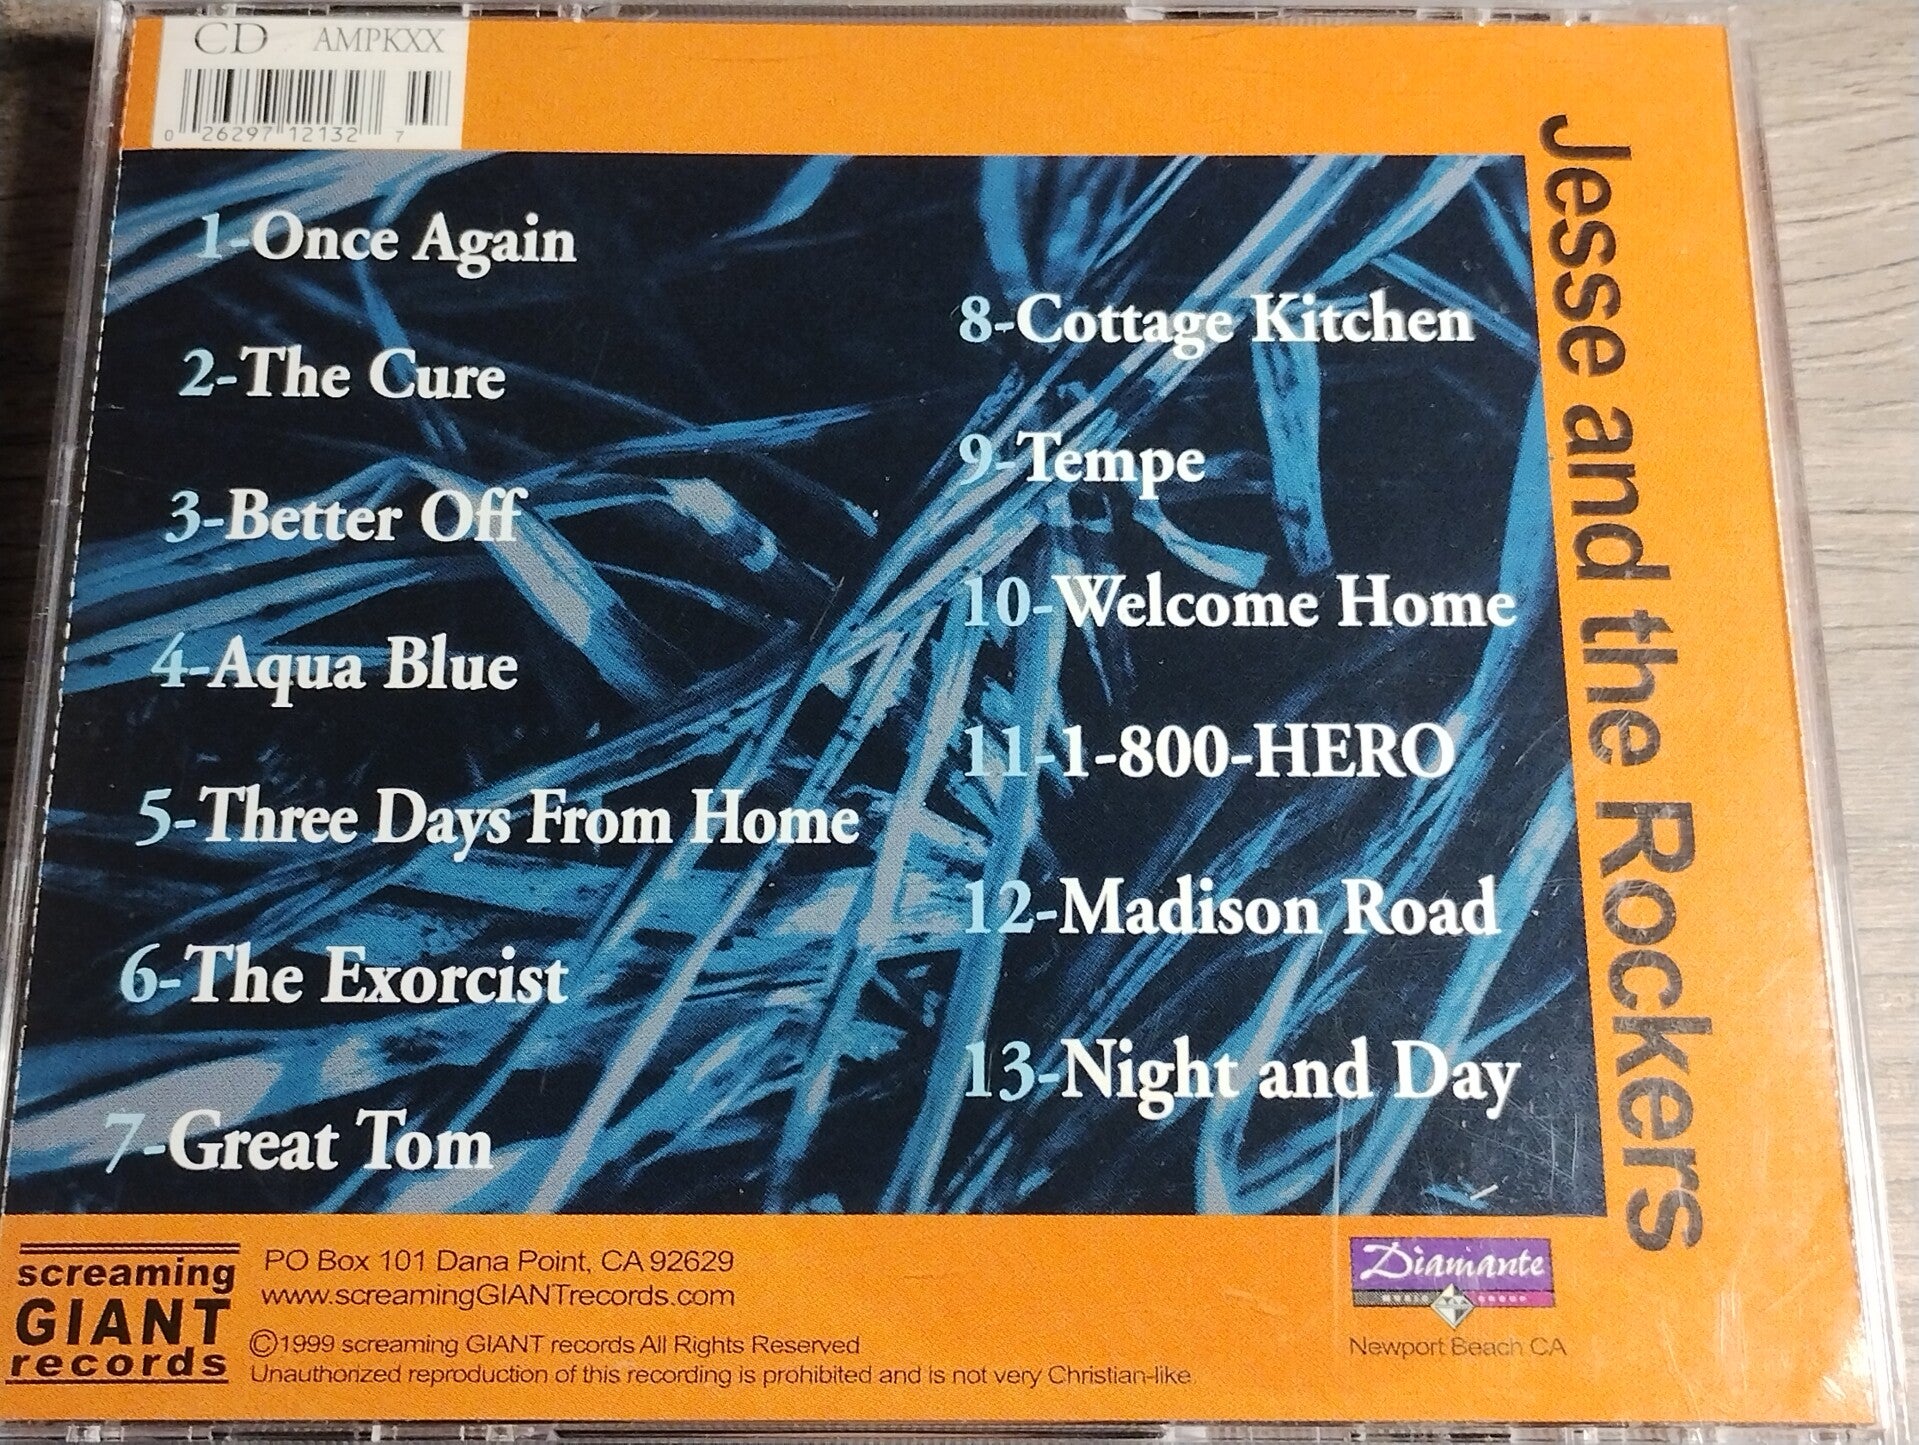 CD AMPKXX
0 26297 12132 7
Jesse and the Rockers
1-Once Again
2-The Cure
3-Better Off
4-Aqua Blue
5-Three Days From Home
6-The Exorcist
7-Great Tom
8-Cottage Kitchen
9-Tempe
10-Welcome Home
11-1-800-HERO
12-Madison Road
13-Night and Day
screaming
GIANT
records
PO Box 101 Dana Point, CA 92629
www.screamingGIANTrecords.com
©1999 screaming GIANT records All Rights Reserved
Unauthorized reproduction of this recording is prohibited and is not very Christian-like
Diamante
MUSIC GROUP
Newport Beach CA